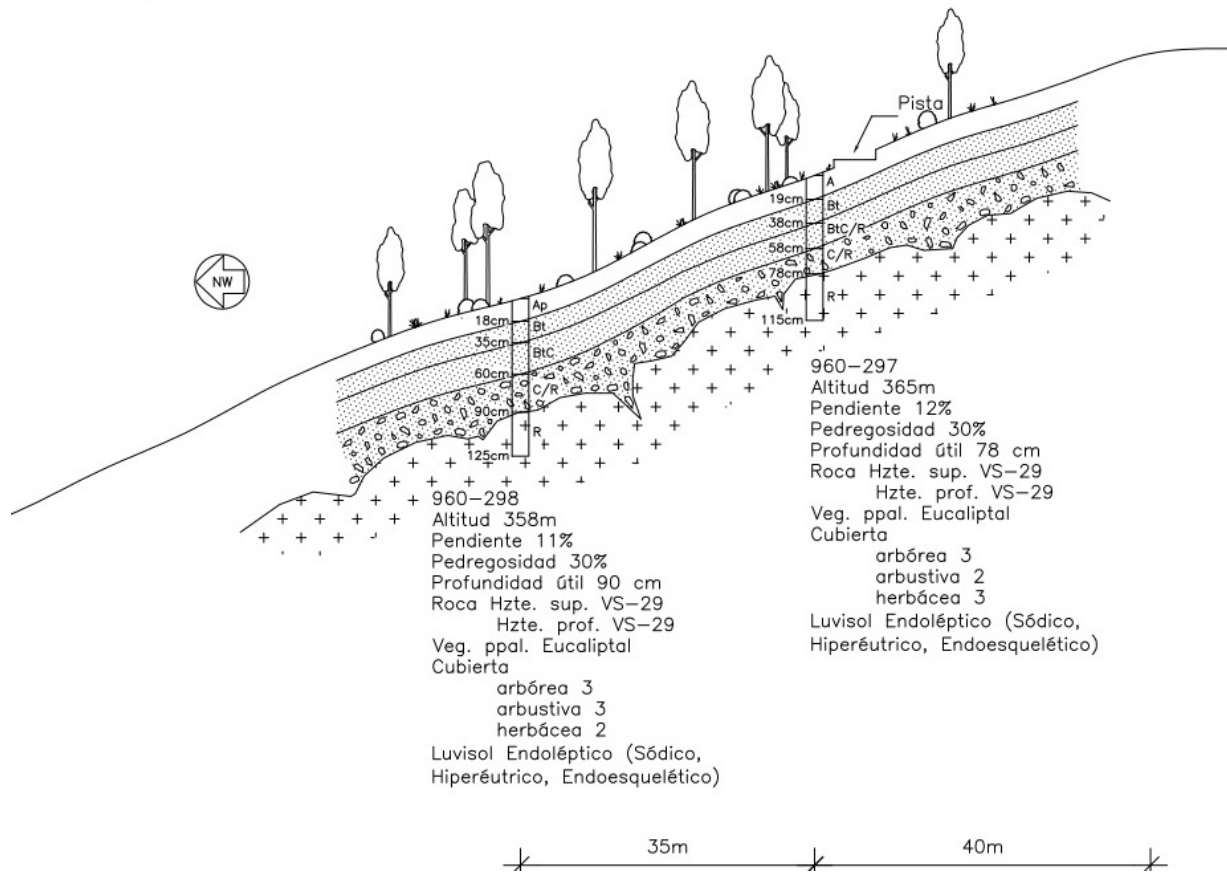 Pista
NW
A
19cm
Bt
38cm
BtC/R
58cm
C/R
78cm
R
115cm
Ap
18cm
Bt
35cm
BtC
60cm
C/R
90cm
R
125cm
960-297
Altitud 365m
Pendiente 12%
Pedregosidad 30%
Profundidad útil 78 cm
Roca Hzte. sup. VS-29
Hzte. prof. VS-29
Veg. ppal. Eucaliptal
Cubierta
arbórea 3
arbustiva 2
herbácea 3
Luvisol Endoléptico (Sódico,
Hiperéutrico, Endoesquelético)
960-298
Altitud 358m
Pendiente 11%
Pedregosidad 30%
Profundidad útil 90 cm
Roca Hzte. sup. VS-29
Hzte. prof. VS-29
Veg. ppal. Eucaliptal
Cubierta
arbórea 3
arbustiva 3
herbácea 2
Luvisol Endoléptico (Sódico,
Hiperéutrico, Endoesquelético)
35m
40m